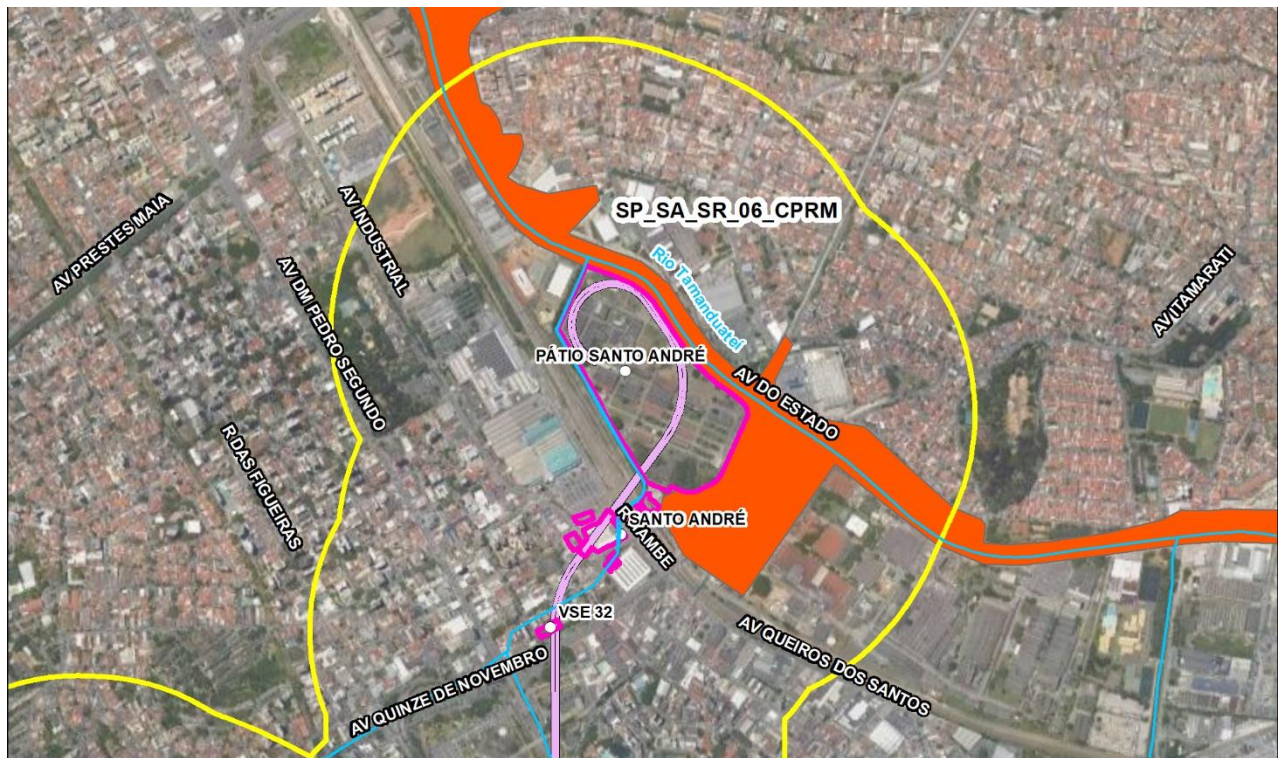 SP_SA_SR_06_CPRM
AV PRESTES MAIA
AV INDUSTRIAL
Rio Tamanduateí
AV ITAMARATI
AV DM PEDRO SEGUNDO
PÁTIO SANTO ANDRÉ
AV DO ESTADO
R DAS FIGUEIRAS
SANTO ANDRÉ
VSE 32
AV QUINZE DE NOVEMBRO
AV QUEIROS DOS SANTOS